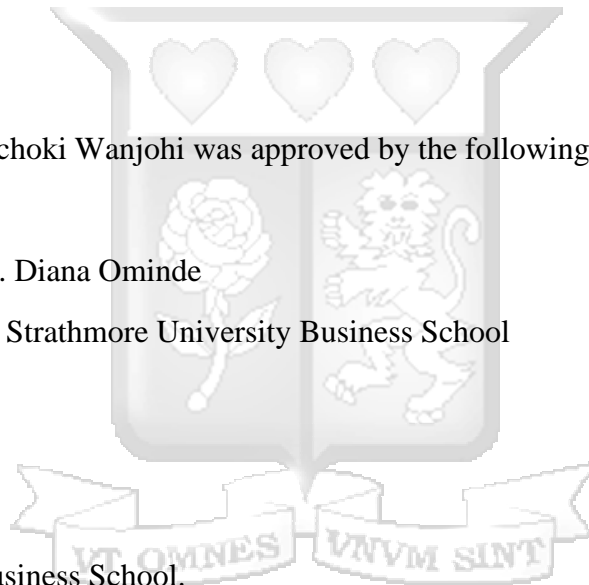 choki Wanjohi was approved by the following
. Diana Ominde
Strathmore University Business School
VT OMNES VNVM SINT
usiness School.